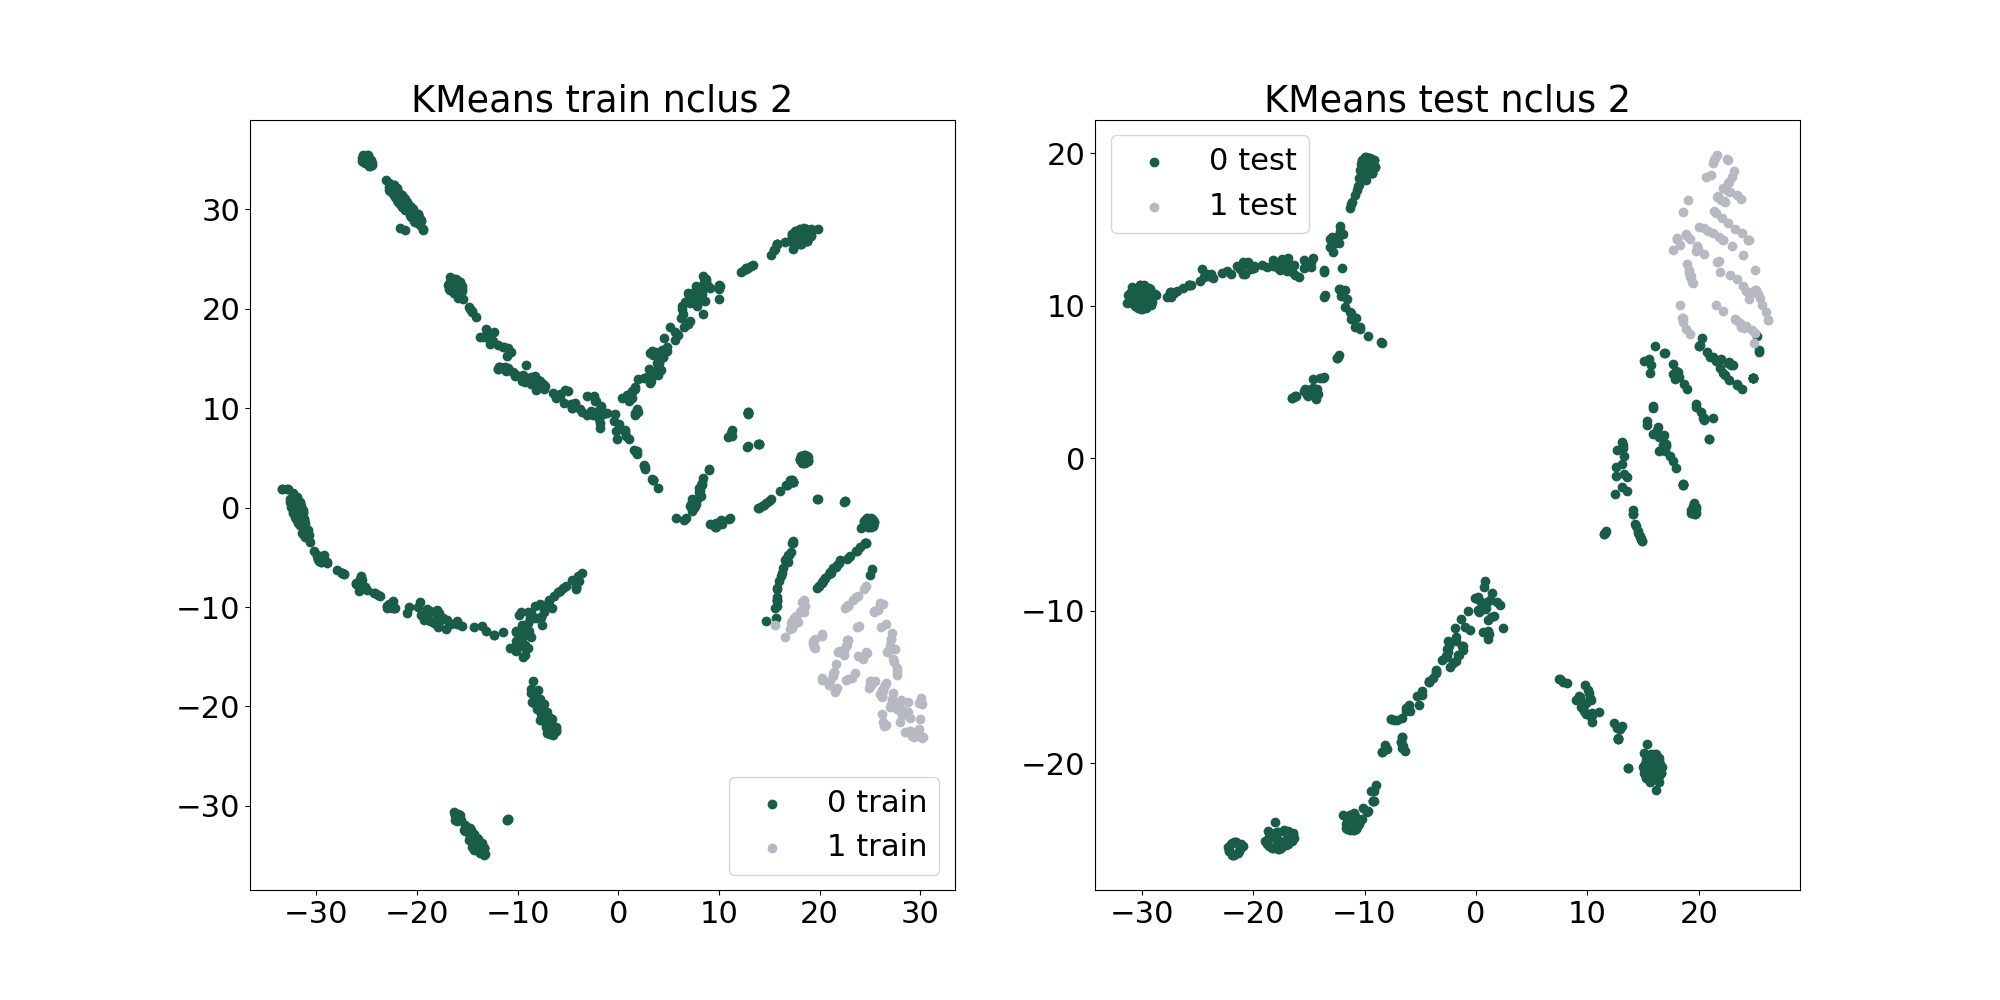 KMeans train nclus 2
30
20
10
0
−10
−20
−30
−30 −20 −10 0 10 20 30
0 train
1 train
KMeans test nclus 2
0 test
1 test
20
10
0
−10
−20
−30 −20 −10 0 10 20